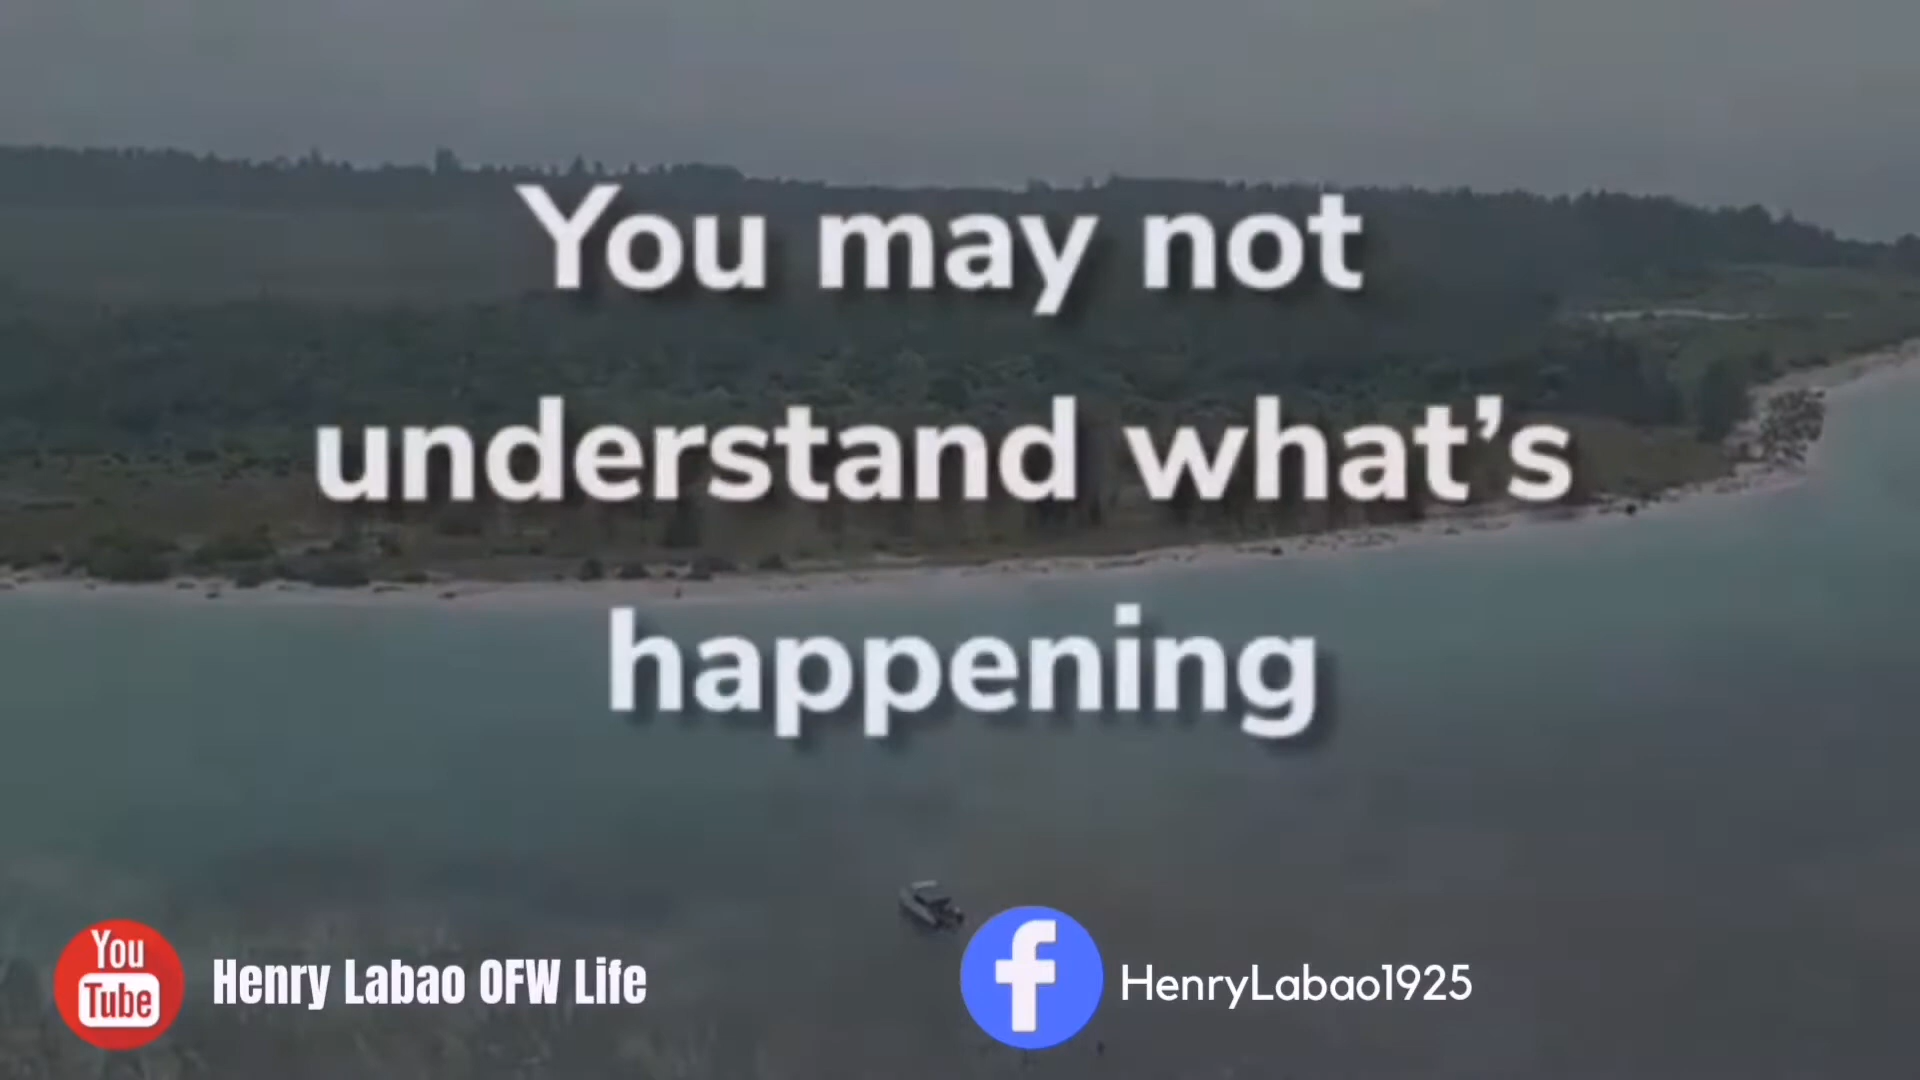 You may not
understand what's
happening
You
Tube
Henry Labao OFW Life
f
HenryLabao1925